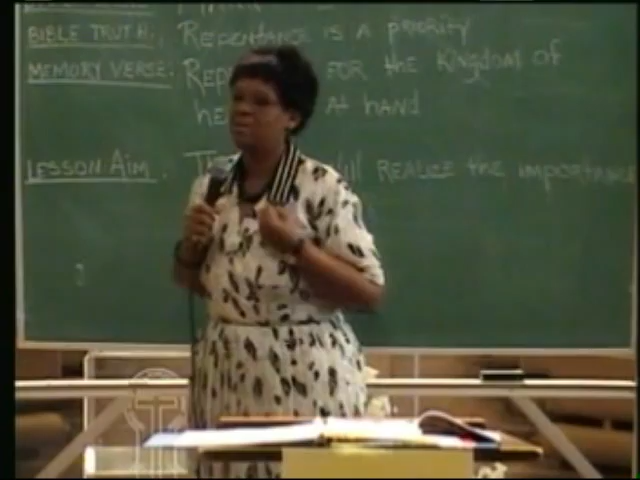 BIBLE TRUTH: REPENTANCE IS A PRIORITY
MEMORY VERSE: REP FOR the KINGDOM OF
he AT hAND
LESSON AIM. Th ll REALIZE the importance